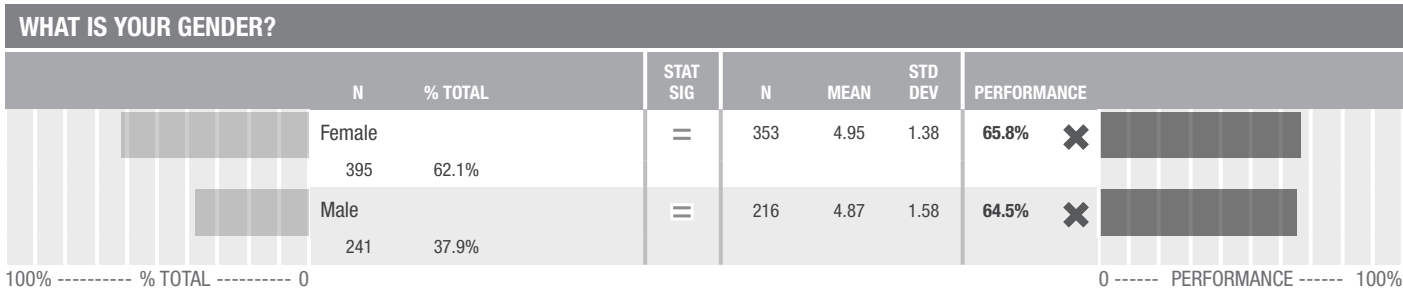 WHAT IS YOUR GENDER?
N % TOTAL STAT SIG N MEAN STD DEV PERFORMANCE
Female = 353 4.95 1.38 65.8% ✖
395 62.1%
Male = 216 4.87 1.58 64.5% ✖
241 37.9%
100% ---------- % TOTAL ---------- 0 0 ------ PERFORMANCE ------ 100%